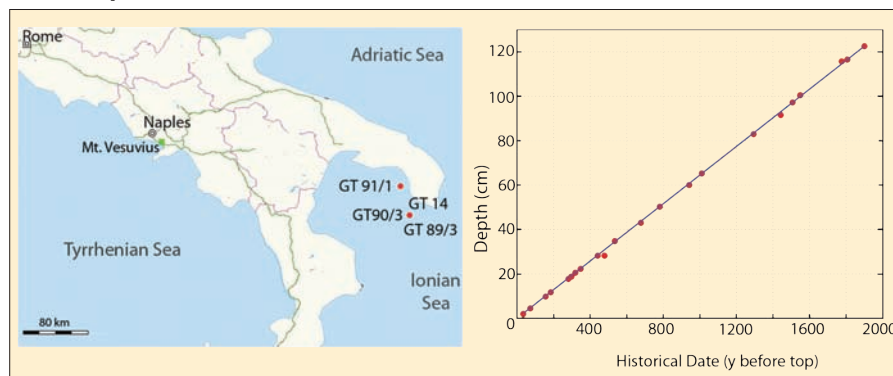 Rome
Adriatic Sea
Naples
Mt. Vesuvius
GT 91/1
GT 14
GT90/3
GT 89/3
Tyrrhenian Sea
Ionian
Sea
80 km
120
100
80
60
40
20
0
Depth (cm)
400
800
1200
1600
2000
Historical Date (y before top)